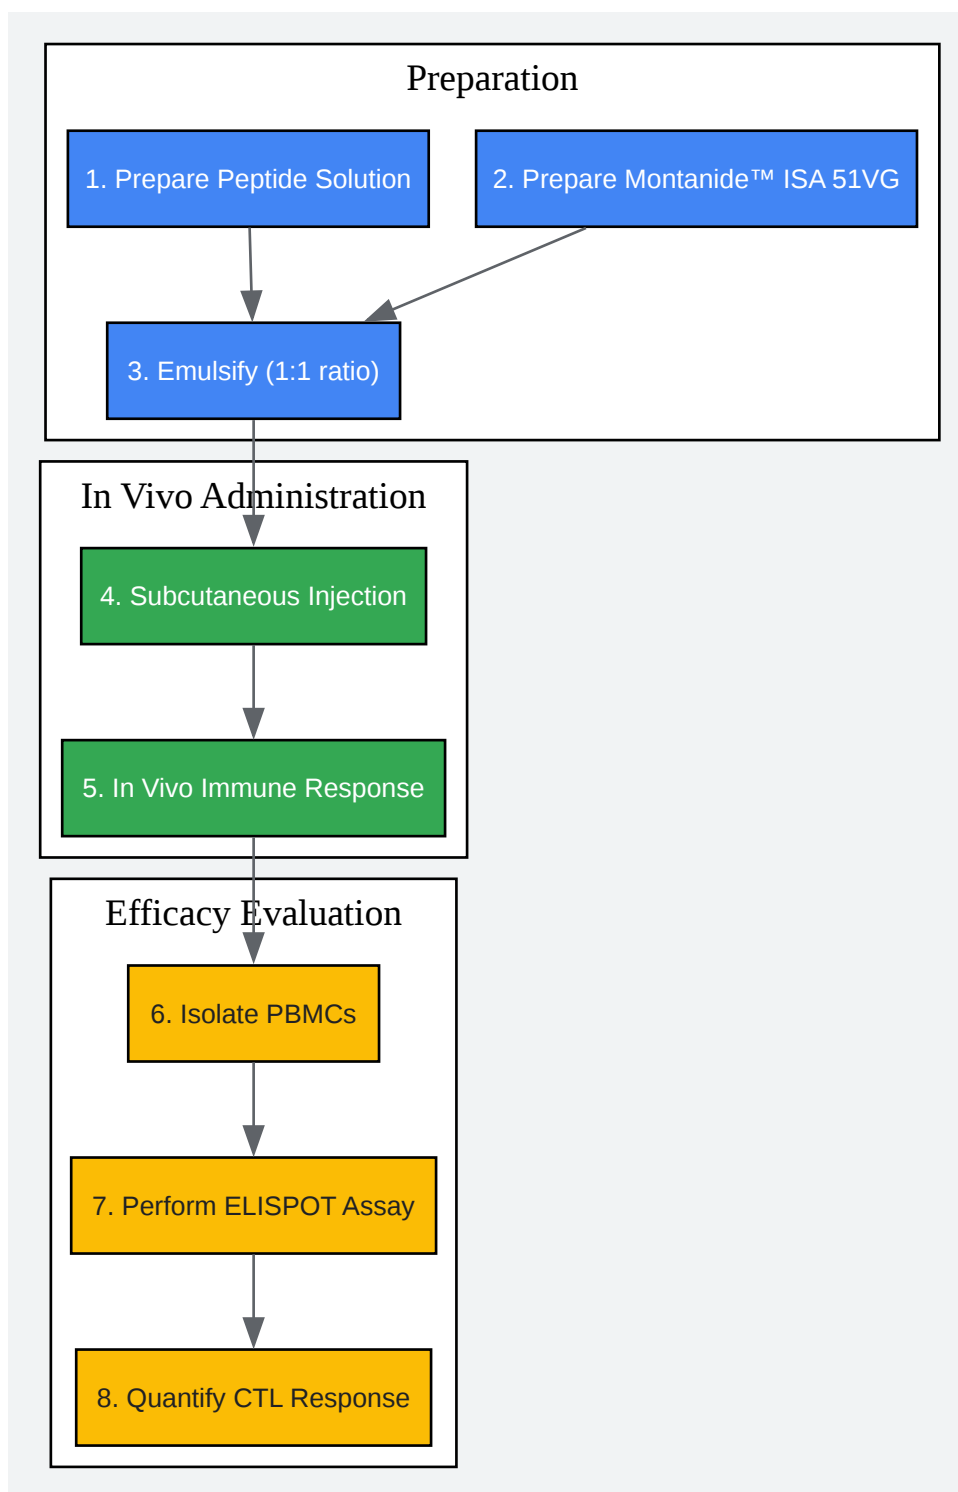 Preparation
1. Prepare Peptide Solution
2. Prepare Montanide™ ISA 51VG
3. Emulsify (1:1 ratio)
In Vivo Administration
4. Subcutaneous Injection
5. In Vivo Immune Response
Efficacy Evaluation
6. Isolate PBMCs
7. Perform ELISPOT Assay
8. Quantify CTL Response